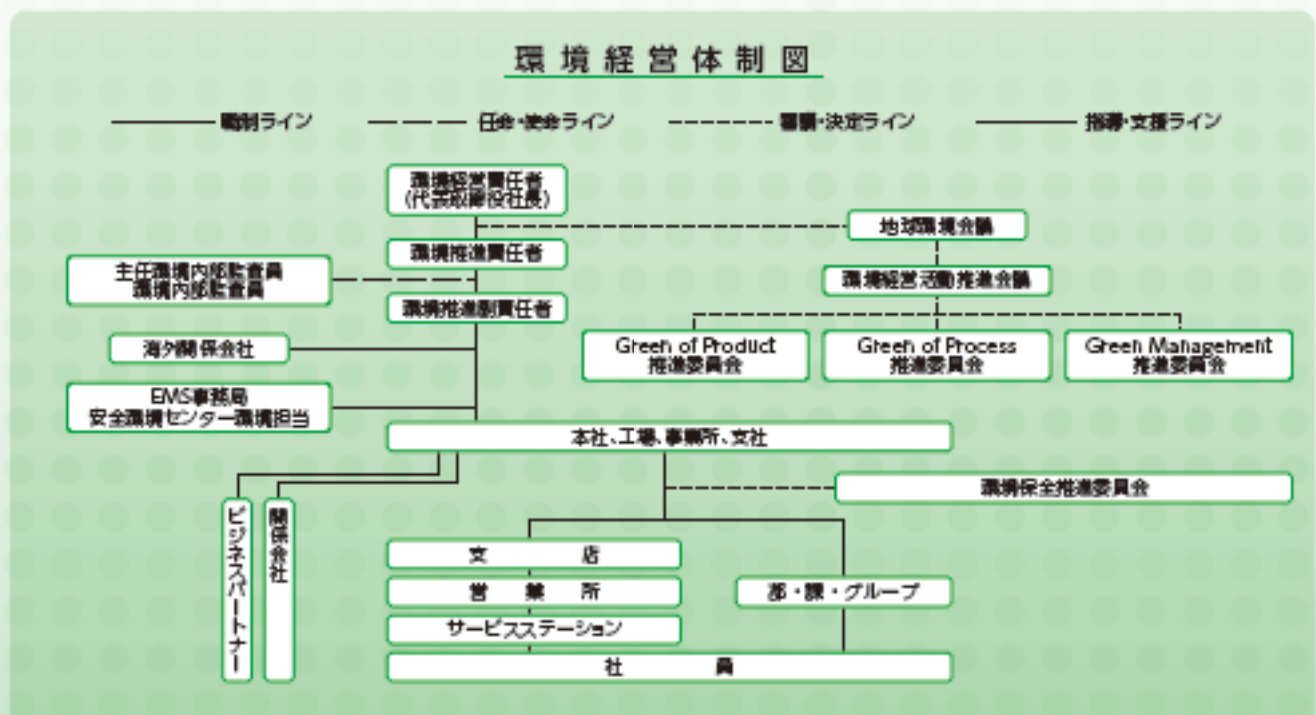 環境経営体制図
職制ライン
任命・使命ライン
審議・決定ライン
指導・支援ライン
環境経営責任者
(代表取締役社長)
地球環境会議
環境推進責任者
主任環境内部監査員
環境内部監査員
環境経営活動推進会議
環境推進副責任者
海外関係会社
Green of Product
推進委員会
Green of Process
推進委員会
Green Management
推進委員会
EMS事務局
安全環境センター環境担当
本社、工場、事業所、支社
環境保全推進委員会
ビジネスパートナー
関係会社
支店
営業所
部・課・グループ
サービスステーション
社員